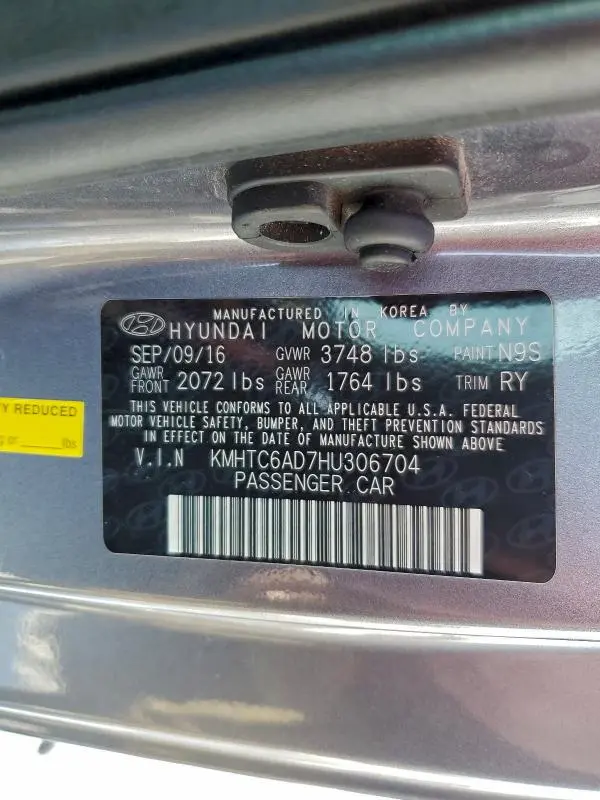 MANUFACTURED IN KOREA BY
HYUNDAI MOTOR COMPANY
SEP/09/16 GVWR 3748 lbs PAINT N9S
GAWR FRONT 2072 lbs GAWR REAR 1764 lbs TRIM RY
THIS VEHICLE CONFORMS TO ALL APPLICABLE U.S.A. FEDERAL
MOTOR VEHICLE SAFETY, BUMPER, AND THEFT PREVENTION STANDARDS
IN EFFECT ON THE DATE OF MANUFACTURE SHOWN ABOVE
V.I.N KMHTC6AD7HU306704
PASSENGER CAR
REDUCED
or ____ lbs